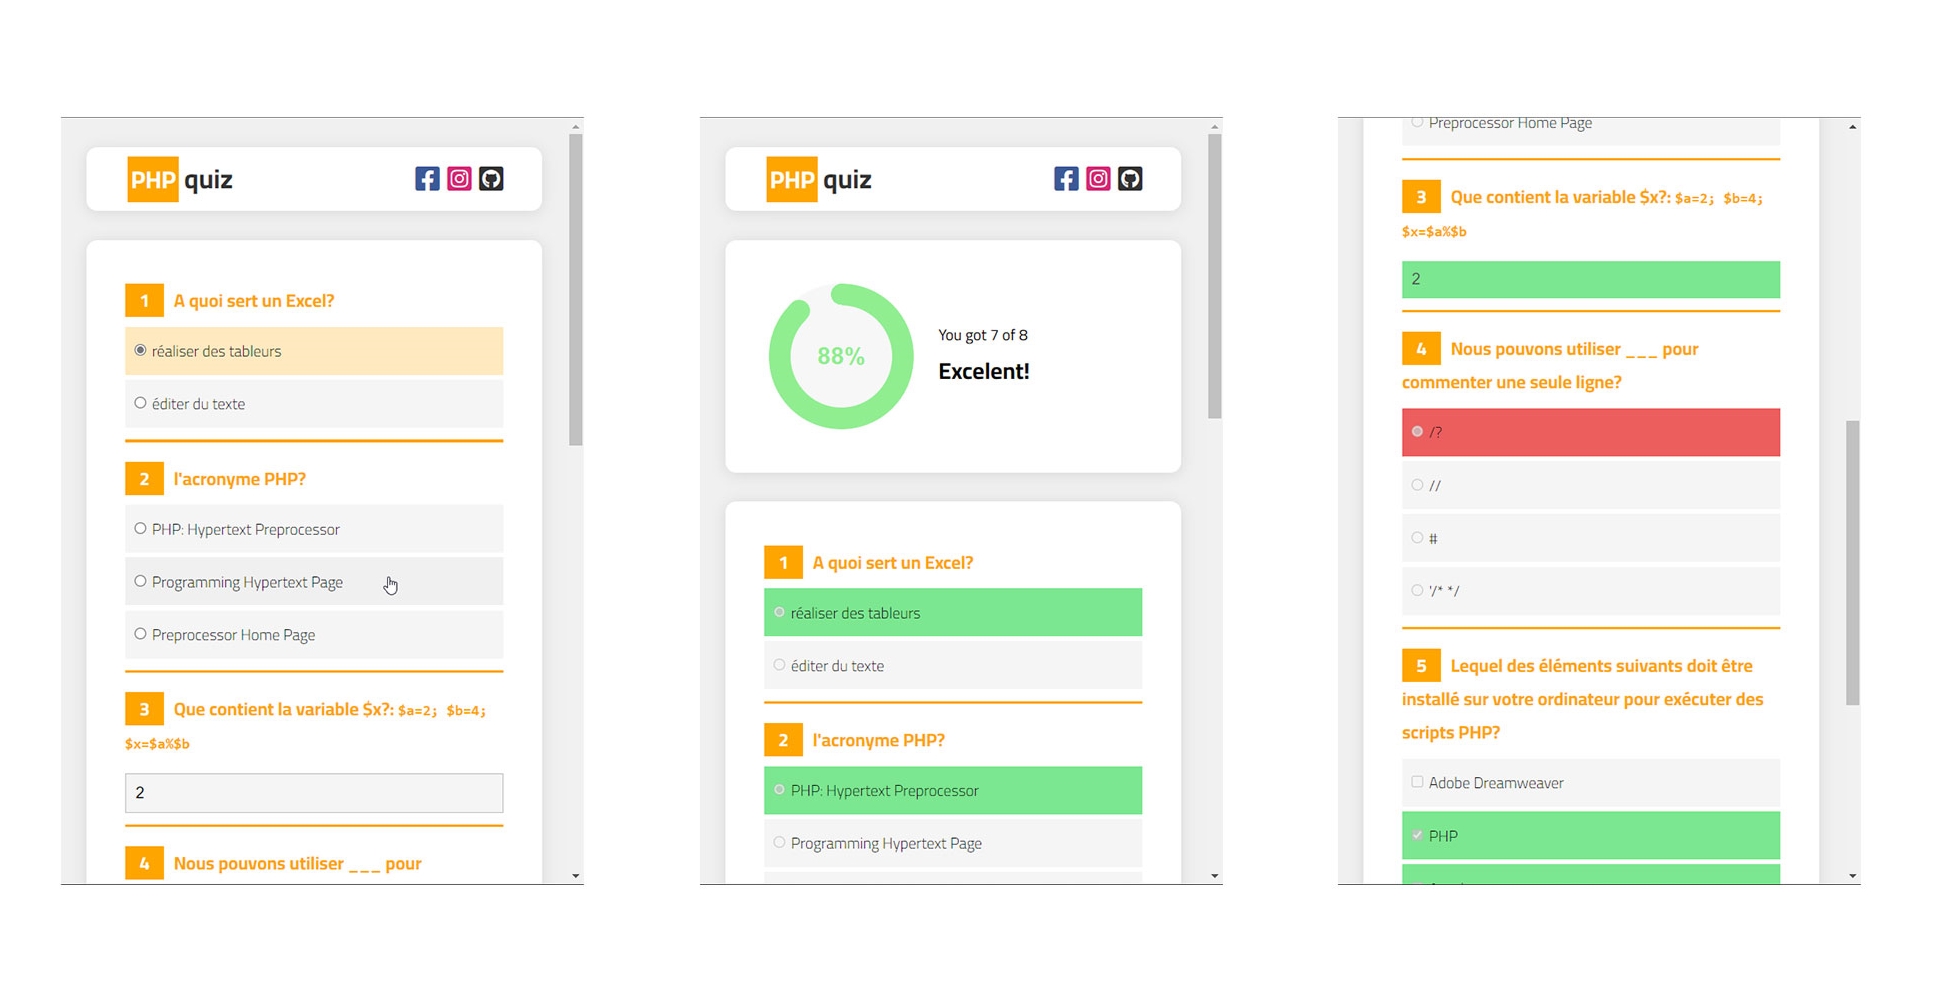 PHP quiz
1 A quoi sert un Excel?
réaliser des tableurs
éditer du texte
2 l'acronyme PHP?
PHP: Hypertext Preprocessor
Programming Hypertext Page
Preprocessor Home Page
3 Que contient la variable $x?: $a=2; $b=4;
$x=$a%$b
2
4 Nous pouvons utiliser ___ pour
PHP quiz
88%
You got 7 of 8
Excelent!
1 A quoi sert un Excel?
réaliser des tableurs
éditer du texte
2 l'acronyme PHP?
PHP: Hypertext Preprocessor
Programming Hypertext Page
Preprocessor Home Page
3 Que contient la variable $x?: $a=2; $b=4;
$x=$a%$b
2
4 Nous pouvons utiliser ___ pour
commenter une seule ligne?
/?
//
#
'/* */
5 Lequel des éléments suivants doit être
installé sur votre ordinateur pour exécuter des
scripts PHP?
Adobe Dreamweaver
PHP